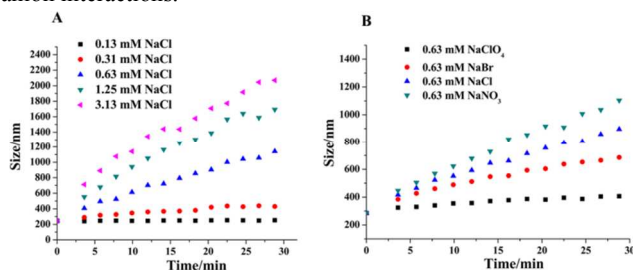 anion interactions.
A
0.13 mM NaCl
0.31 mM NaCl
0.63 mM NaCl
1.25 mM NaCl
3.13 mM NaCl
Size/nm
2400
2200
2000
1800
1600
1400
1200
1000
800
600
400
200
0
0 5 10 15 20 25 30
Time/min
B
0.63 mM NaClO4
0.63 mM NaBr
0.63 mM NaCl
0.63 mM NaNO3
Size/nm
1400
1200
1000
800
600
400
200
0 5 10 15 20 25 30
Time/min